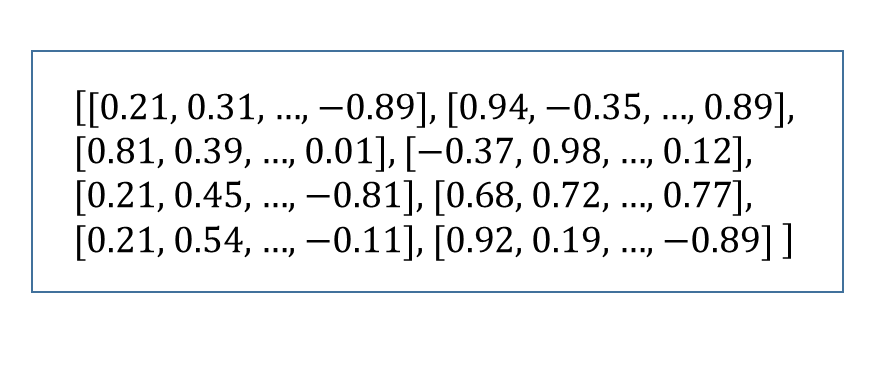 [[0.21, 0.31, …, −0.89], [0.94, −0.35, …, 0.89],
[0.81, 0.39, …, 0.01], [−0.37, 0.98, …, 0.12],
[0.21, 0.45, …, −0.81], [0.68, 0.72, …, 0.77],
[0.21, 0.54, …, −0.11], [0.92, 0.19, …, −0.89] ]